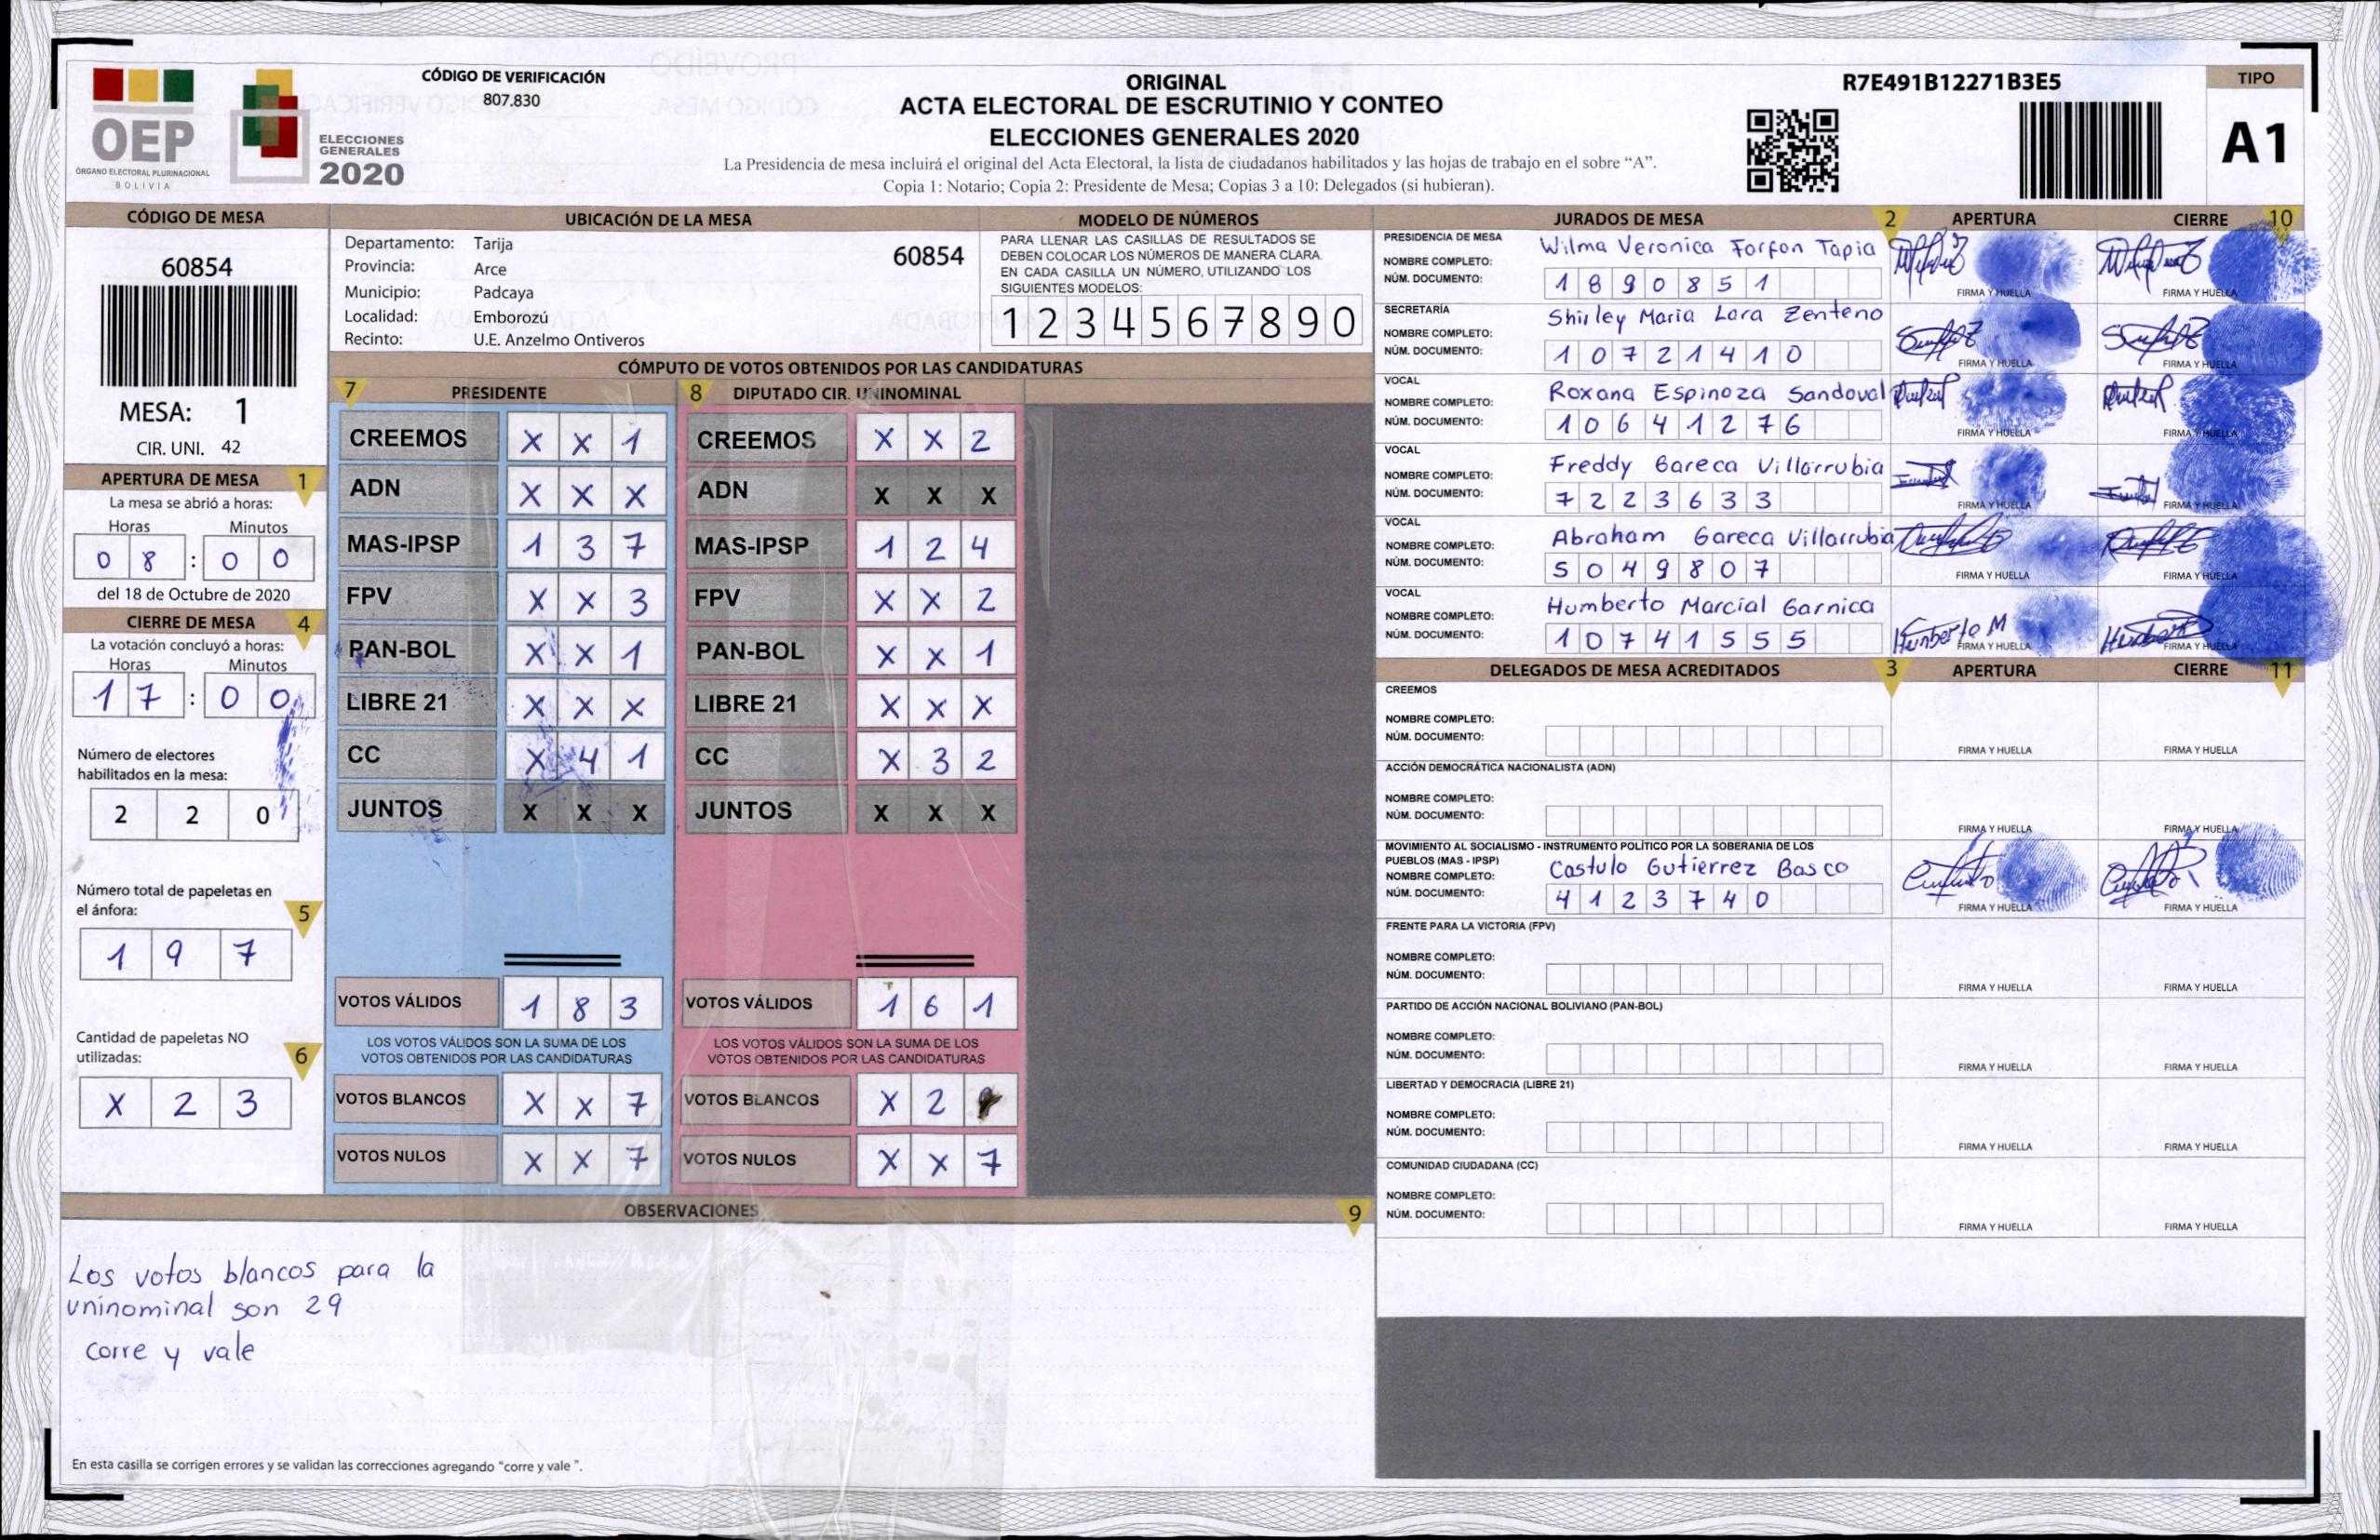 CÓDIGO DE VERIFICACIÓN
807.830
OEP
ÓRGANO ELECTORAL PLURINACIONAL
BOLIVIA
ELECCIONES
GENERALES
2020
ORIGINAL
ACTA ELECTORAL DE ESCRUTINIO Y CONTEO
ELECCIONES GENERALES 2020
La Presidencia de mesa incluirá el original del Acta Electoral, la lista de ciudadanos habilitados y las hojas de trabajo en el sobre “A”.
Copia 1: Notario; Copia 2: Presidente de Mesa; Copias 3 a 10: Delegados (si hubieran).
R7E491B12271B3E5
TIPO
A1
CÓDIGO DE MESA
60854
MESA: 1
CIR. UNI. 42
APERTURA DE MESA 1
La mesa se abrió a horas:
Horas Minutos
0 8 : 0 0
del 18 de Octubre de 2020
CIERRE DE MESA 4
La votación concluyó a horas:
Horas Minutos
1 7 : 0 0
Número de electores
habilitados en la mesa:
2 2 0
Número total de papeletas en
el ánfora: 5
1 9 7
Cantidad de papeletas NO
utilizadas: 6
X 2 3
UBICACIÓN DE LA MESA
Departamento: Tarija
60854
Provincia: Arce
Municipio: Padcaya
Localidad: Emborozú
Recinto: U.E. Anzelmo Ontiveros
MODELO DE NÚMEROS
PARA LLENAR LAS CASILLAS DE RESULTADOS SE
DEBEN COLOCAR LOS NÚMEROS DE MANERA CLARA.
EN CADA CASILLA UN NÚMERO, UTILIZANDO LOS
SIGUIENTES MODELOS:
1 2 3 4 5 6 7 8 9 0
CÓMPUTO DE VOTOS OBTENIDOS POR LAS CANDIDATURAS
7 PRESIDENTE
CREEMOS X X 1
ADN X X X
MAS-IPSP 1 3 7
FPV X X 3
PAN-BOL X X 1
LIBRE 21 X X X
CC X 4 1
JUNTOS X X X
VOTOS VÁLIDOS 1 8 3
LOS VOTOS VÁLIDOS SON LA SUMA DE LOS
VOTOS OBTENIDOS POR LAS CANDIDATURAS
VOTOS BLANCOS X X 7
VOTOS NULOS X X 7
8 DIPUTADO CIR. UNINOMINAL
CREEMOS X X 2
ADN X X X
MAS-IPSP 1 2 4
FPV X X 2
PAN-BOL X X 1
LIBRE 21 X X X
CC X 3 2
JUNTOS X X X
VOTOS VÁLIDOS 1 6 1
LOS VOTOS VÁLIDOS SON LA SUMA DE LOS
VOTOS OBTENIDOS POR LAS CANDIDATURAS
VOTOS BLANCOS X 2
VOTOS NULOS X X 7
OBSERVACIONES 9
Los votos blancos para la
uninominal son 29
corre y vale
En esta casilla se corrigen errores y se validan las correcciones agregando “corre y vale ”.
JURADOS DE MESA 2 APERTURA CIERRE 10
PRESIDENCIA DE MESA
NOMBRE COMPLETO: Wilma Veronica Farfan Tapia
NÚM. DOCUMENTO: 1 8 9 0 8 5 1
FIRMA Y HUELLA FIRMA Y HUELLA
SECRETARÍA
NOMBRE COMPLETO: Shirley Maria Lara Zenteno
NÚM. DOCUMENTO: 1 0 7 2 1 4 1 0
FIRMA Y HUELLA FIRMA Y HUELLA
VOCAL
NOMBRE COMPLETO: Roxana Espinoza Sandoval
NÚM. DOCUMENTO: 1 0 6 4 1 2 7 6
FIRMA Y HUELLA FIRMA Y HUELLA
VOCAL
NOMBRE COMPLETO: Freddy Gareca Villarrubia
NÚM. DOCUMENTO: 7 2 2 3 6 3 3
FIRMA Y HUELLA FIRMA Y HUELLA
VOCAL
NOMBRE COMPLETO: Abraham Gareca Villarrubia
NÚM. DOCUMENTO: 5 0 4 9 8 0 7
FIRMA Y HUELLA FIRMA Y HUELLA
VOCAL
NOMBRE COMPLETO: Humberto Marcial Garnica
NÚM. DOCUMENTO: 1 0 7 4 1 5 5 5
Humberto M
FIRMA Y HUELLA FIRMA Y HUELLA
DELEGADOS DE MESA ACREDITADOS 3 APERTURA CIERRE 11
CREEMOS
NOMBRE COMPLETO:
NÚM. DOCUMENTO:
FIRMA Y HUELLA FIRMA Y HUELLA
ACCIÓN DEMOCRÁTICA NACIONALISTA (ADN)
NOMBRE COMPLETO:
NÚM. DOCUMENTO:
FIRMA Y HUELLA FIRMA Y HUELLA
MOVIMIENTO AL SOCIALISMO - INSTRUMENTO POLÍTICO POR LA SOBERANIA DE LOS
PUEBLOS (MAS - IPSP)
NOMBRE COMPLETO: Castulo Gutierrez Basco
NÚM. DOCUMENTO: 4 1 2 3 7 4 0
FIRMA Y HUELLA FIRMA Y HUELLA
FRENTE PARA LA VICTORIA (FPV)
NOMBRE COMPLETO:
NÚM. DOCUMENTO:
FIRMA Y HUELLA FIRMA Y HUELLA
PARTIDO DE ACCIÓN NACIONAL BOLIVIANO (PAN-BOL)
NOMBRE COMPLETO:
NÚM. DOCUMENTO:
FIRMA Y HUELLA FIRMA Y HUELLA
LIBERTAD Y DEMOCRACIA (LIBRE 21)
NOMBRE COMPLETO:
NÚM. DOCUMENTO:
FIRMA Y HUELLA FIRMA Y HUELLA
COMUNIDAD CIUDADANA (CC)
NOMBRE COMPLETO:
NÚM. DOCUMENTO:
FIRMA Y HUELLA FIRMA Y HUELLA